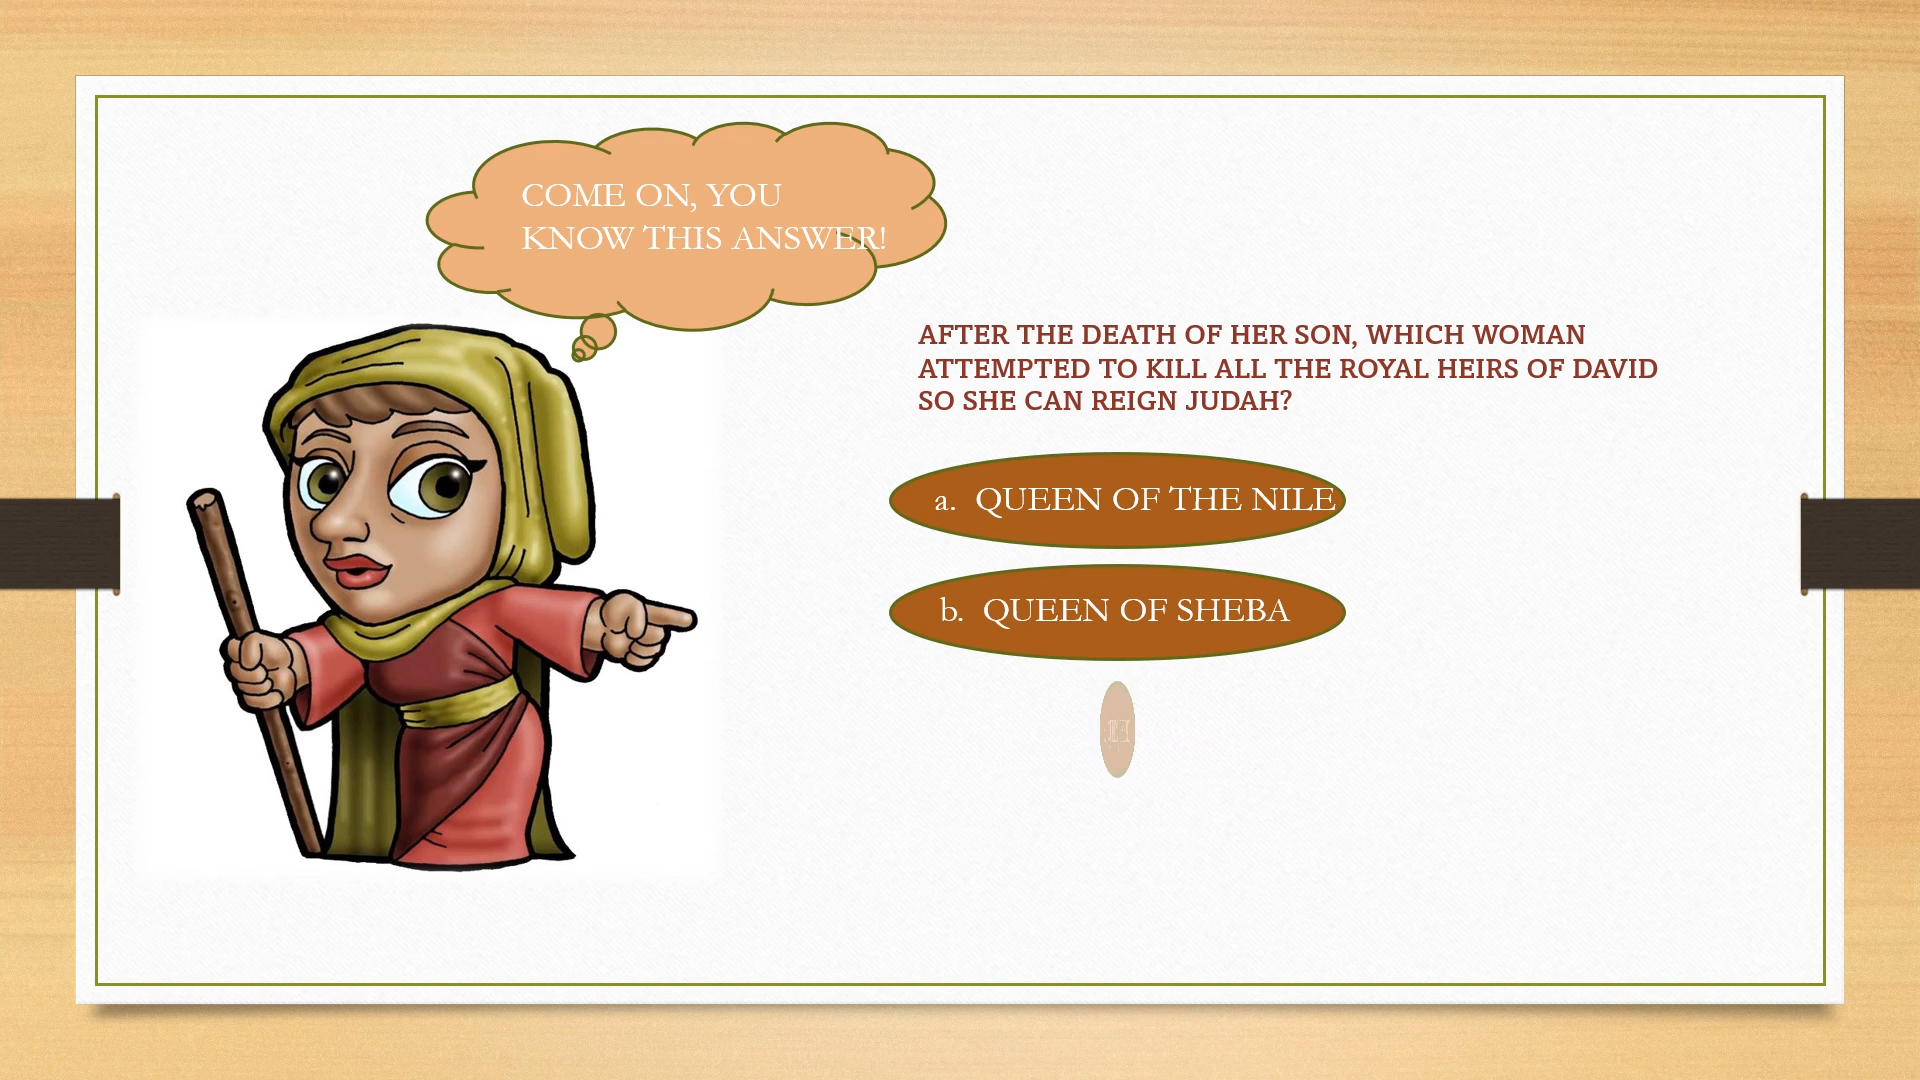 COME ON, YOU
KNOW THIS ANSWER!
AFTER THE DEATH OF HER SON, WHICH WOMAN
ATTEMPTED TO KILL ALL THE ROYAL HEIRS OF DAVID
SO SHE CAN REIGN JUDAH?
a. QUEEN OF THE NILE
b. QUEEN OF SHEBA